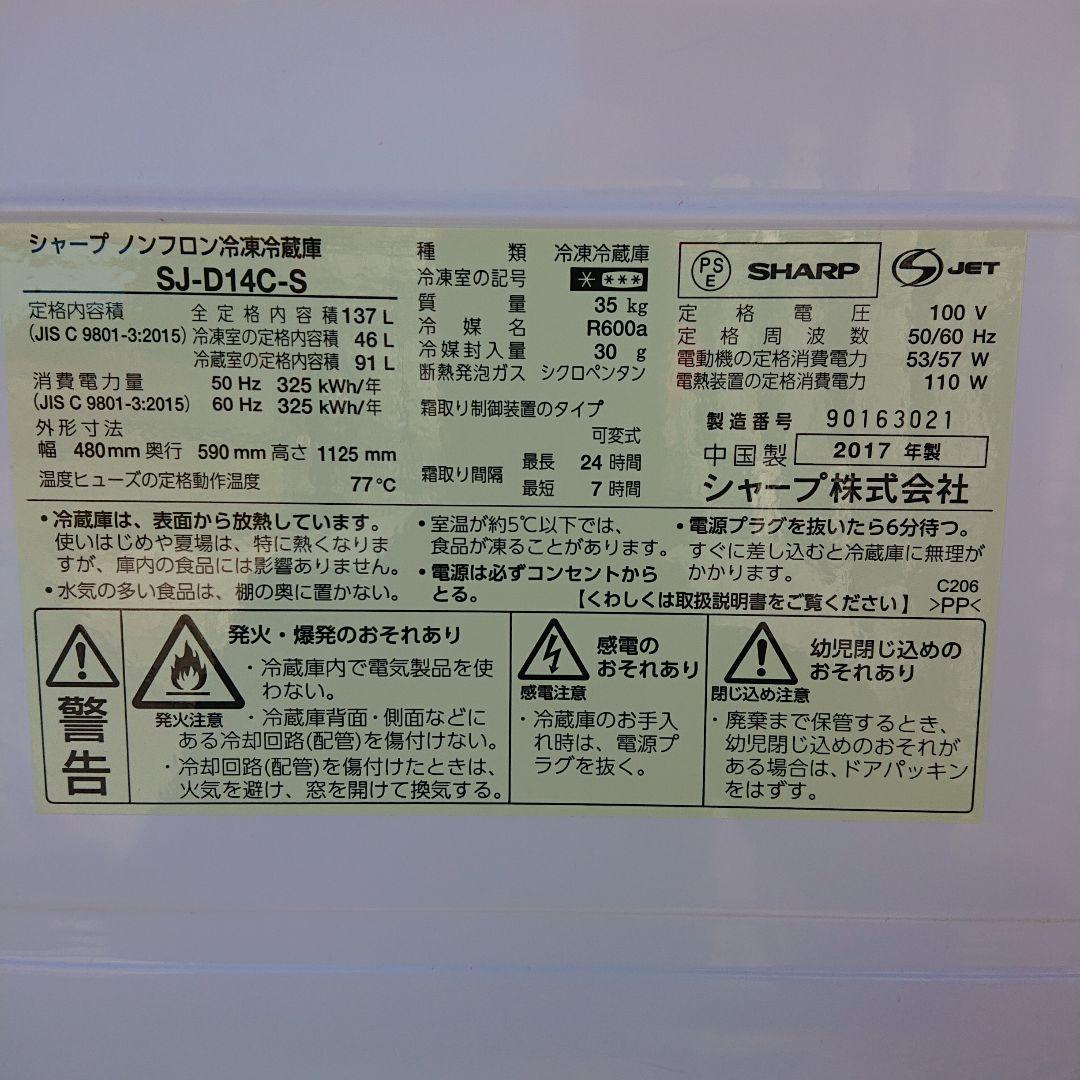 シャープ ノンフロン冷凍冷蔵庫
SJ-D14C-S
定格内容積 全定格内容積 137 L
(JIS C 9801-3:2015) 冷凍室の定格内容積 46 L
冷蔵室の定格内容積 91 L
消費電力量 50 Hz 325 kWh/年
(JIS C 9801-3:2015) 60 Hz 325 kWh/年
外形寸法
幅 480mm 奥行 590mm 高さ 1125 mm
温度ヒューズの定格動作温度 77℃
種類 冷凍冷蔵庫
冷凍室の記号 * ***
質量 35 kg
冷媒名 R600a
冷媒封入量 30 g
断熱発泡ガス シクロペンタン
霜取り制御装置のタイプ
可変式
霜取り間隔 最長 24 時間
最短 7 時間
PSE SHARP S JET
定格電圧 100 V
定格周波数 50/60 Hz
電動機の定格消費電力 53/57 W
電熱装置の定格消費電力 110 W
製造番号 90163021
中国製 2017 年製
シャープ株式会社
・冷蔵庫は、表面から放熱しています。
使いはじめや夏場は、特に熱くなりま
すが、庫内の食品には影響ありません。
・水気の多い食品は、棚の奥に置かない。
・室温が約5℃以下では、
食品が凍ることがあります。
・電源は必ずコンセントから
とる。
・電源プラグを抜いたら6分待つ。
すぐに差し込むと冷蔵庫に無理が
かかります。
C206
【くわしくは取扱説明書をご覧ください】 >PP<
警告
発火・爆発のおそれあり
発火注意
・冷蔵庫内で電気製品を使
わない。
・冷蔵庫背面・側面などに
ある冷却回路(配管)を傷付けない。
・冷却回路(配管)を傷付けたときは、
火気を避け、窓を開けて換気する。
感電の
おそれあり
感電注意
・冷蔵庫のお手入
れ時は、電源プ
ラグを抜く。
幼児閉じ込めの
おそれあり
閉じ込め注意
・廃棄まで保管するとき、
幼児閉じ込めのおそれが
ある場合は、ドアパッキン
をはずす。